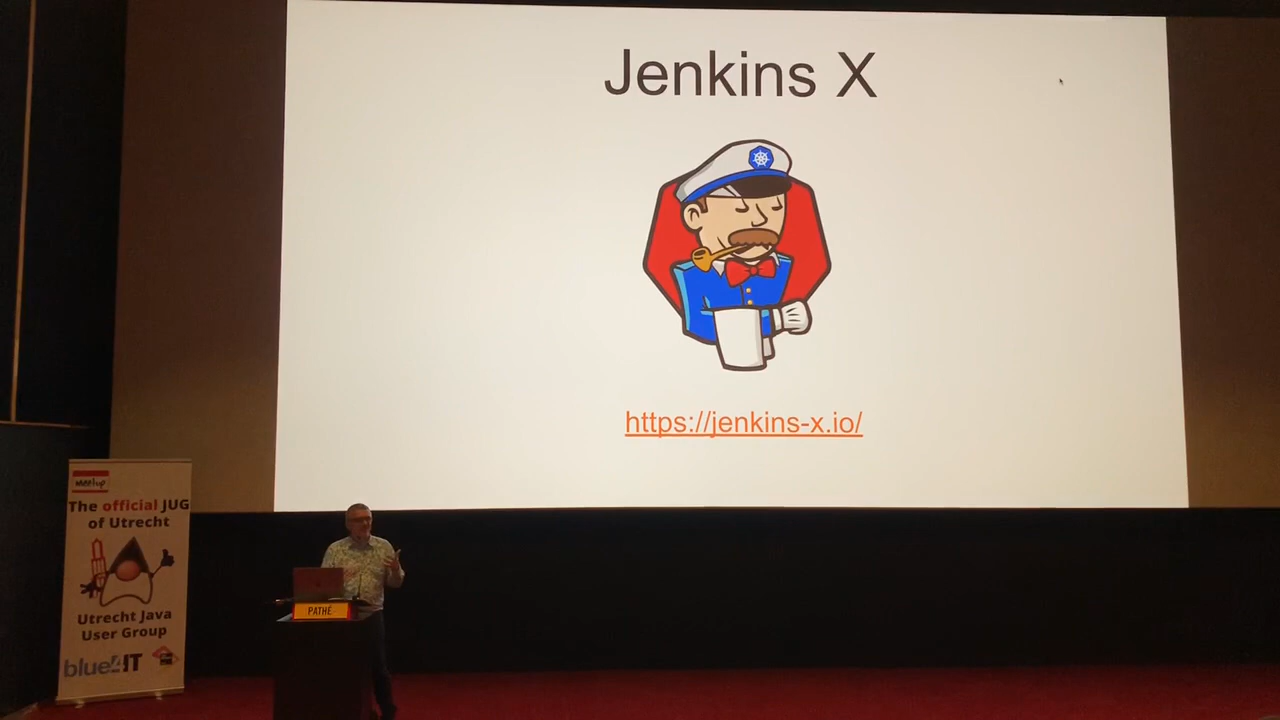 Jenkins X
https://jenkins-x.io/
meetup
The official JUG
of Utrecht
Utrecht Java
User Group
blue4IT
PATHÉ